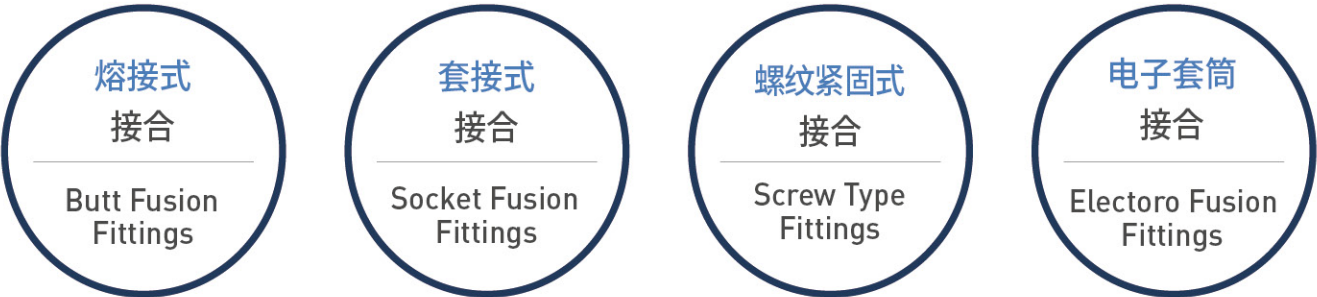 熔接式
接合
Butt Fusion
Fittings
套接式
接合
Socket Fusion
Fittings
螺纹紧固式
接合
Screw Type
Fittings
电子套筒
接合
Electoro Fusion
Fittings